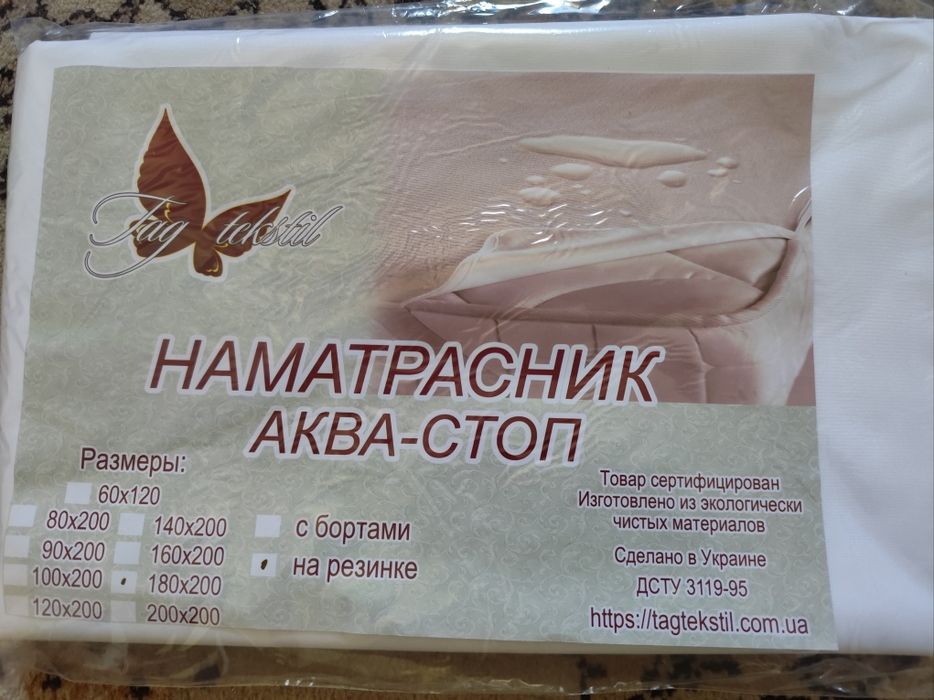 Tag tekstil
НАМАТРАСНИК
АКВА-СТОП
Размеры:
60х120
80х200 140х200
90х200 160х200
100х200 180х200
120х200 200х200
с бортами
на резинке
Товар сертифицирован
Изготовлено из экологически
чистых материалов
Сделано в Украине
ДСТУ 3119-95
https://tagtekstil.com.ua